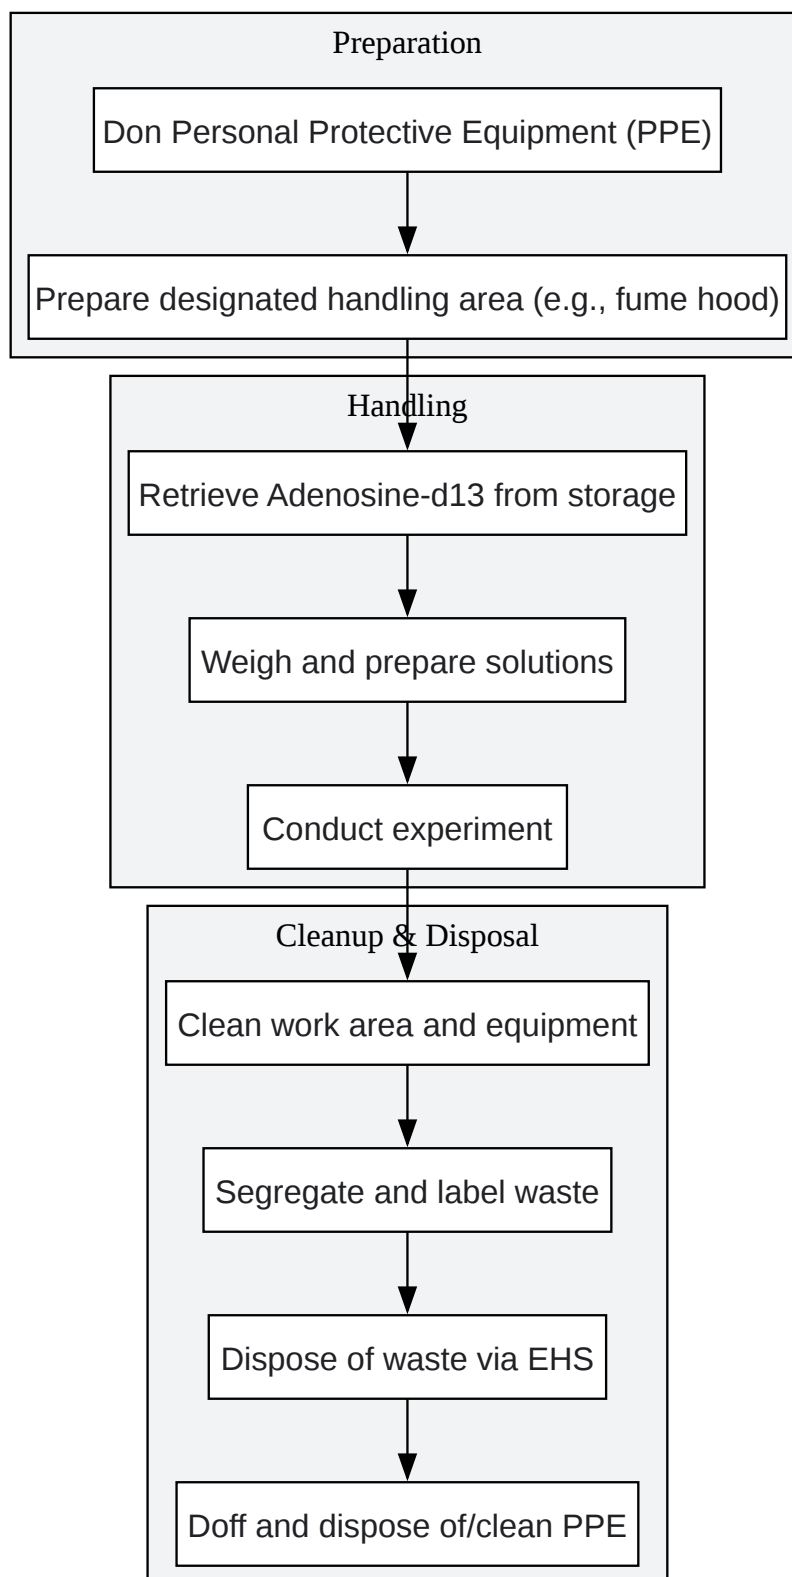 Preparation
Don Personal Protective Equipment (PPE)
Prepare designated handling area (e.g., fume hood)
Handling
Retrieve Adenosine-d13 from storage
Weigh and prepare solutions
Conduct experiment
Cleanup & Disposal
Clean work area and equipment
Segregate and label waste
Dispose of waste via EHS
Doff and dispose of/clean PPE